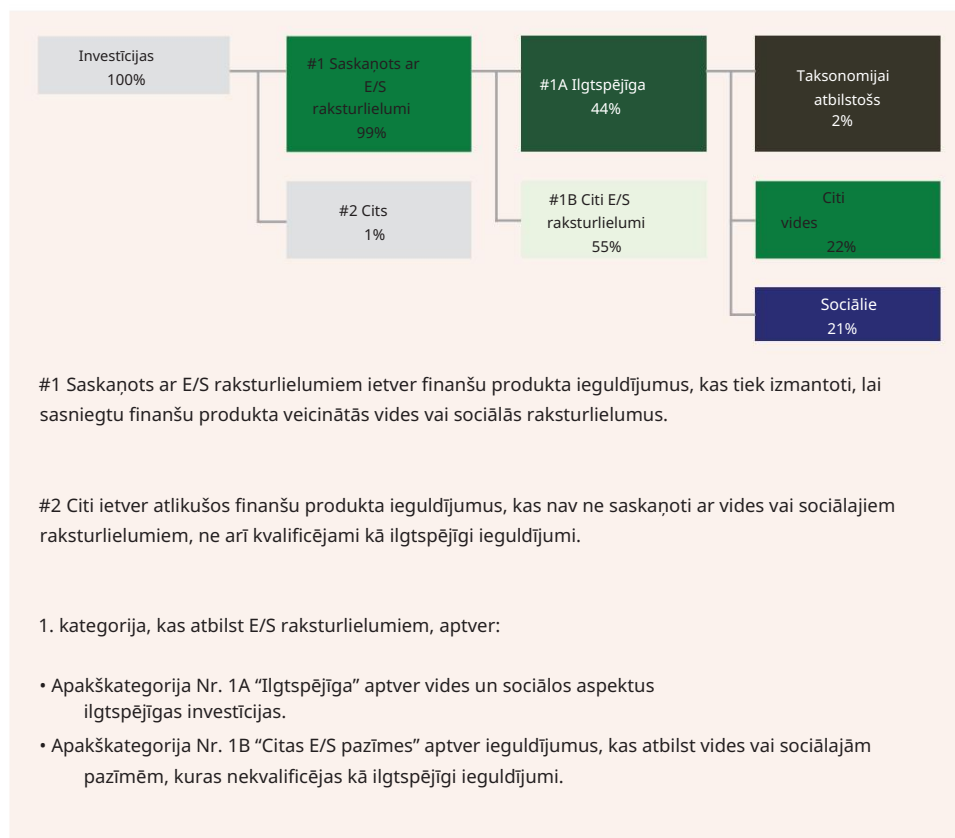 Investīcijas
100%
#1 Saskaņots ar
E/S
raksturlielumi
99%
#2 Cits
1%
#1A Ilgtspējīga
44%
#1B Citi E/S
raksturlielumi
55%
Taksonomijai
atbilstošs
2%
Citi
vides
22%
Sociālie
21%
#1 Saskaņots ar E/S raksturlielumiem ietver finanšu produkta ieguldījumus, kas tiek izmantoti, lai
sasniegtu finanšu produkta veicinātās vides vai sociālās raksturlielumus.
#2 Citi ietver atlikušos finanšu produkta ieguldījumus, kas nav ne saskaņoti ar vides vai sociālajiem
raksturlielumiem, ne arī kvalificējami kā ilgtspējīgi ieguldījumi.
1. kategorija, kas atbilst E/S raksturlielumiem, aptver:
• Apakškategorija Nr. 1A “Ilgtspējīga” aptver vides un sociālos aspektus
ilgtspējīgas investīcijas.
• Apakškategorija Nr. 1B “Citas E/S pazīmes” aptver ieguldījumus, kas atbilst vides vai sociālajām
pazīmēm, kuras nekvalificējas kā ilgtspējīgi ieguldījumi.